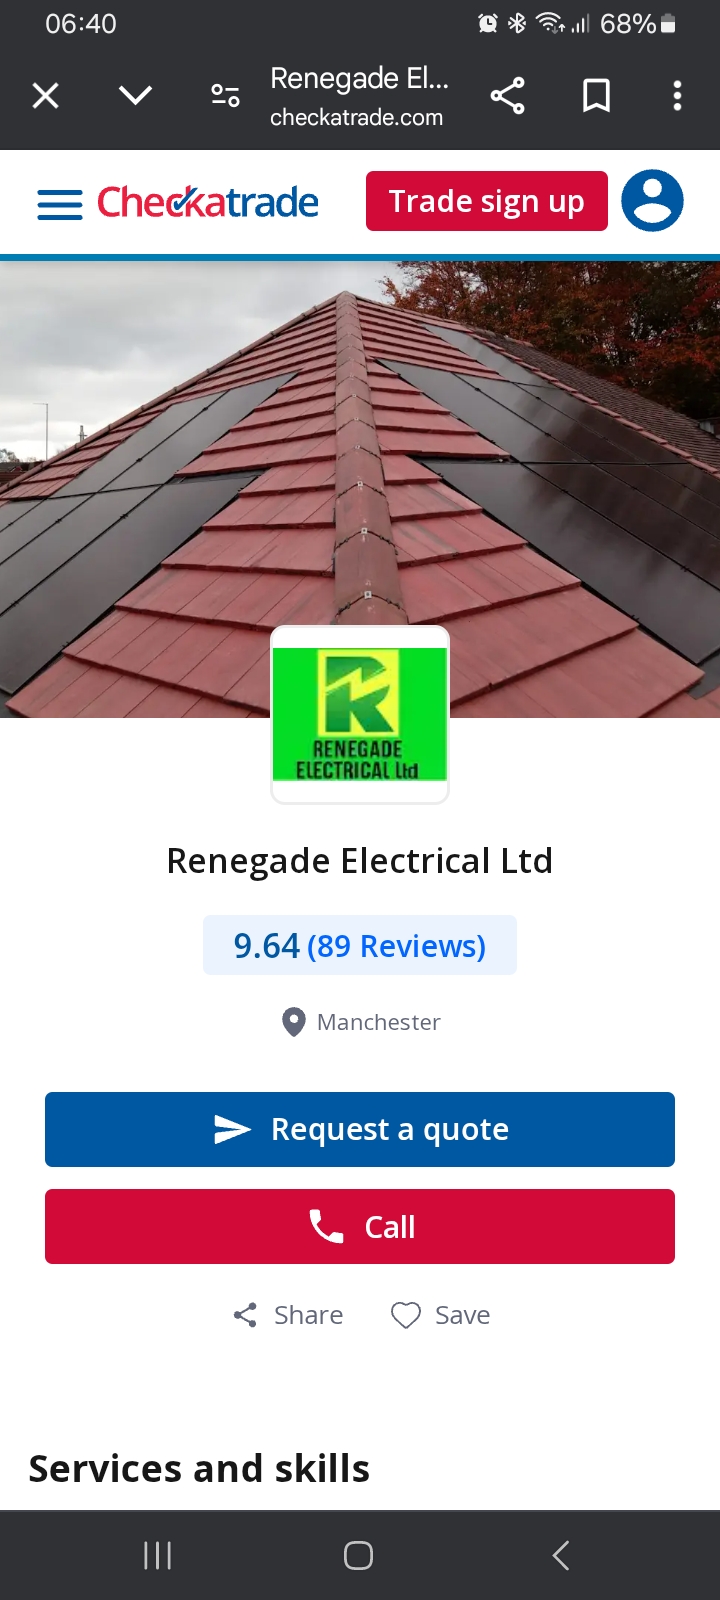 06:40
68%
Renegade El...
checkatrade.com
Checkatrade
Trade sign up
RENEGADE
ELECTRICAL Ltd
Renegade Electrical Ltd
9.64 (89 Reviews)
Manchester
Request a quote
Call
Share
Save
Services and skills